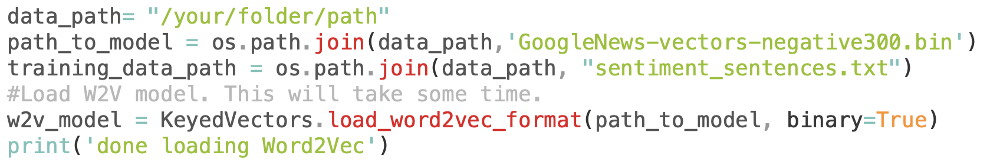 data_path= "/your/folder/path"
path_to_model = os.path.join(data_path,'GoogleNews-vectors-negative300.bin')
training_data_path = os.path.join(data_path, "sentiment_sentences.txt")
#Load W2V model. This will take some time.
w2v_model = KeyedVectors.load_word2vec_format(path_to_model, binary=True)
print('done loading Word2Vec')